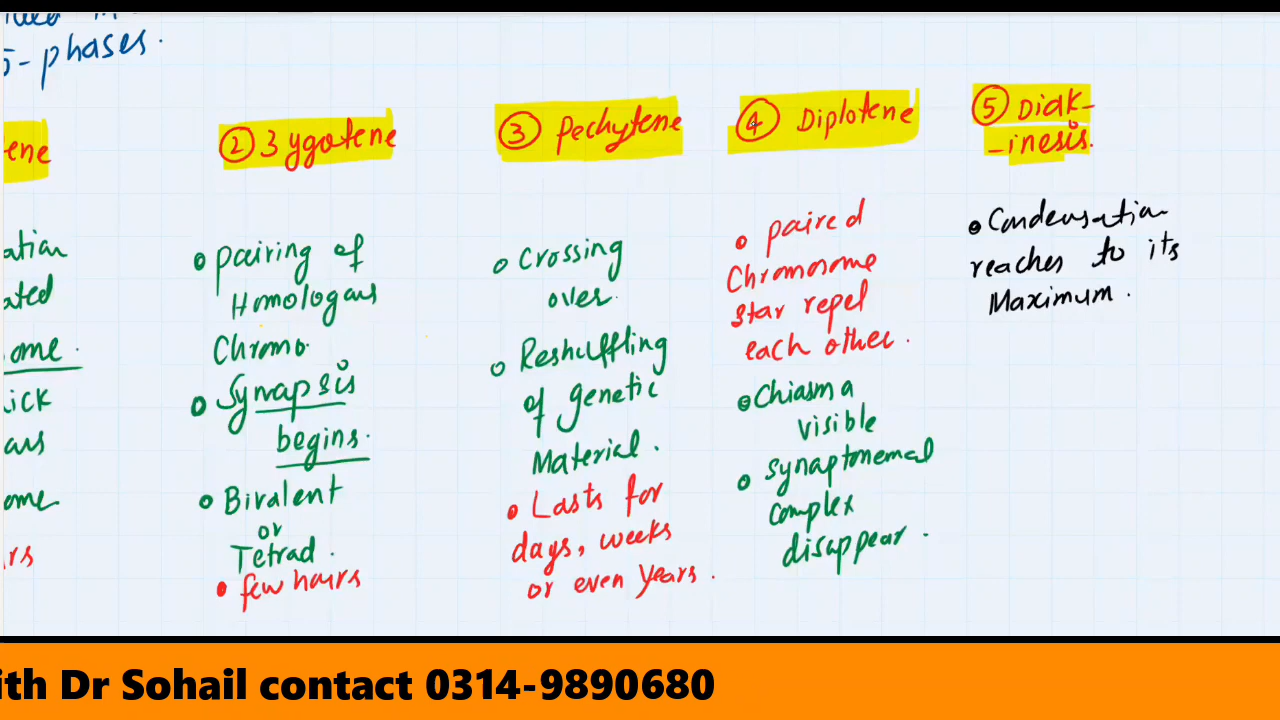 5-phases.
ene
ation
ated
ome.
ick
ars
ome
rs
② Zygotene
• pairing of
Homologous
Chromo.
• Synapsis
begins.
• Bivalent
or
Tetrad.
• few hours
③ Pechytene
• Crossing
over.
• Reshuffling
of genetic
Material.
• Lasts for
days, weeks
or even years.
④ Diplotene
• paired
Chromosome
star repel
each other.
• Chiasma
visible
• Synaptonemal
complex
disappear.
⑤ Diak-
-inesis.
• Condensation
reaches to its
Maximum.
ith Dr Sohail contact 0314-9890680